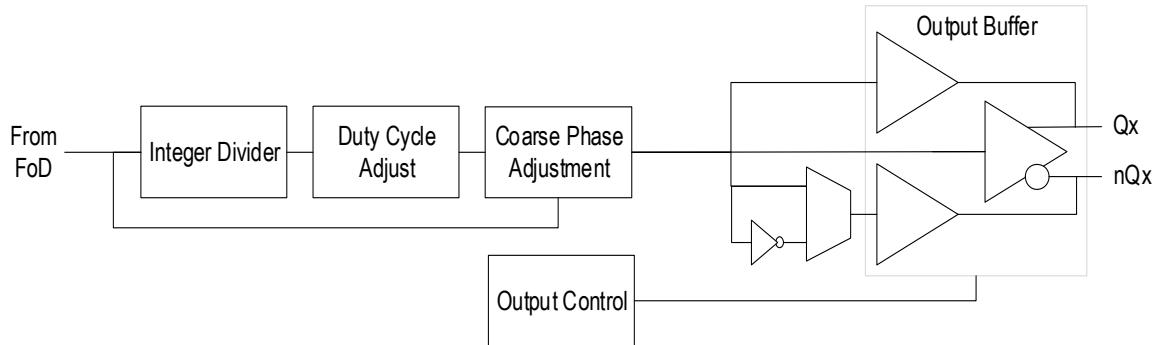 Output Buffer
From
FoD
Integer Divider
Duty Cycle
Adjust
Coarse Phase
Adjustment
Qx
nQx
Output Control